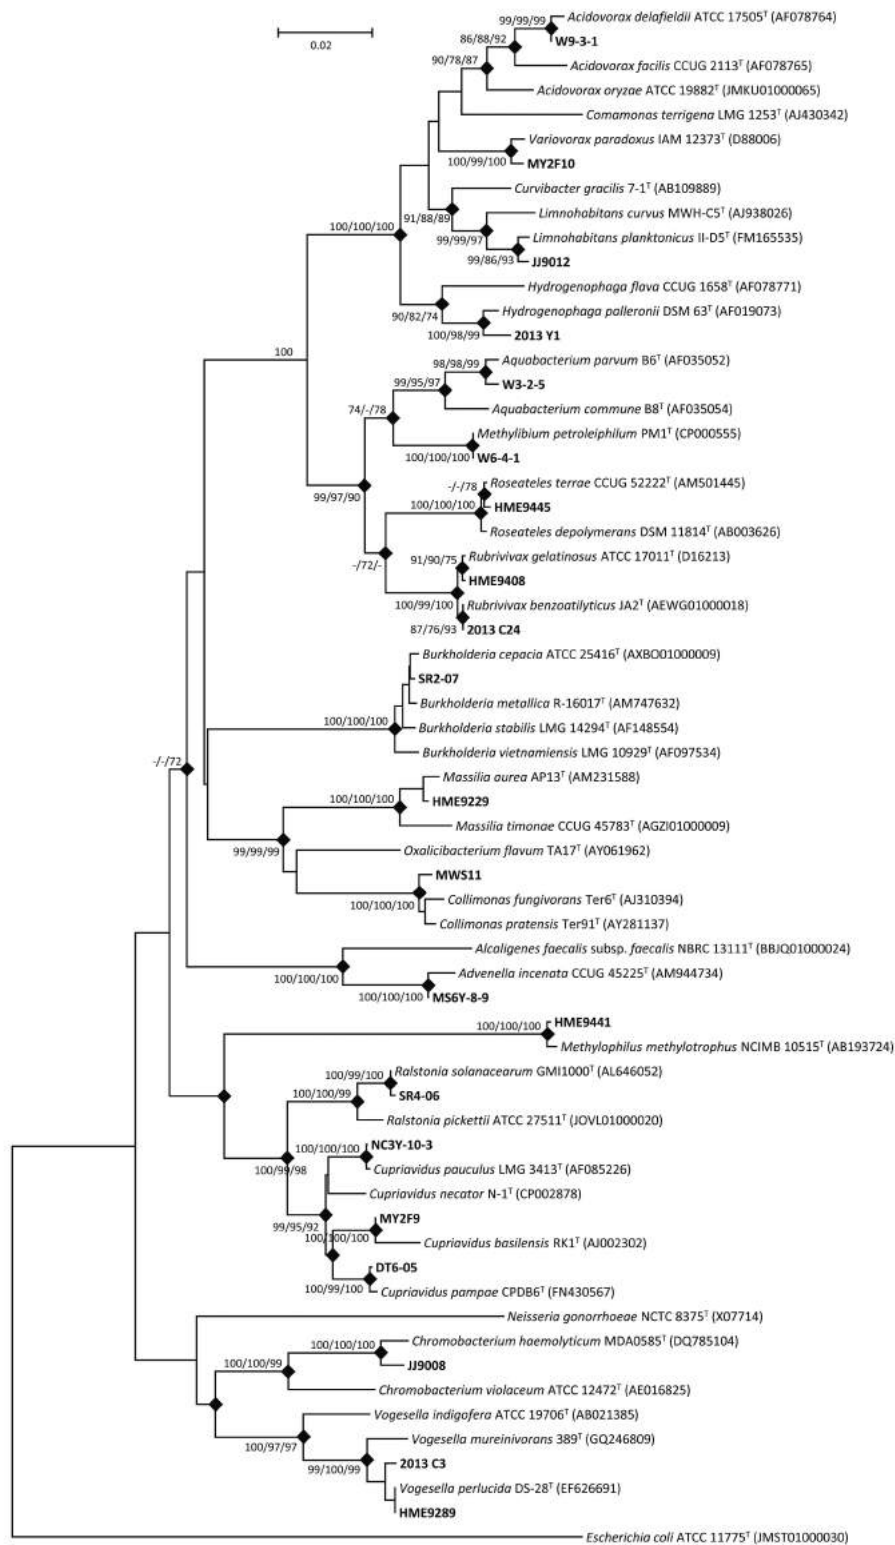 0.02
99/99/99
Acidovorax delafieldii ATCC 17505ᵀ (AF078764)
W9-3-1
86/88/92
Acidovorax facilis CCUG 2113ᵀ (AF078765)
90/78/87
Acidovorax oryzae ATCC 19882ᵀ (JMKU01000065)
Comamonas terrigena LMG 1253ᵀ (AJ430342)
Variovorax paradoxus IAM 12373ᵀ (D88006)
100/99/100
MY2F10
Curvibacter gracilis 7-1ᵀ (AB109889)
91/88/89
Limnohabitans curvus MWH-C5ᵀ (AJ938026)
100/100/100
99/99/97
Limnohabitans planktonicus II-D5ᵀ (FM165535)
99/86/93
JJ9012
Hydrogenophaga flava CCUG 1658ᵀ (AF078771)
90/82/74
Hydrogenophaga palleronii DSM 63ᵀ (AF019073)
100/98/99
2013 Y1
100
98/98/99
Aquabacterium parvum B6ᵀ (AF035052)
99/95/97
W3-2-5
74/-/78
Aquabacterium commune B8ᵀ (AF035054)
Methylibium petroleiphilum PM1ᵀ (CP000555)
100/100/100
W6-4-1
99/97/90
-/-/78
Roseateles terrae CCUG 52222ᵀ (AM501445)
100/100/100
HME9445
Roseateles depolymerans DSM 11814ᵀ (AB003626)
-/72/-
91/90/75
Rubrivivax gelatinosus ATCC 17011ᵀ (D16213)
HME9408
100/99/100
Rubrivivax benzoatilyticus JA2ᵀ (AEWG01000018)
87/76/93
2013 C24
Burkholderia cepacia ATCC 25416ᵀ (AXBO01000009)
SR2-07
Burkholderia metallica R-16017ᵀ (AM747632)
100/100/100
Burkholderia stabilis LMG 14294ᵀ (AF148554)
Burkholderia vietnamiensis LMG 10929ᵀ (AF097534)
-/-/72
Massilia aurea AP13ᵀ (AM231588)
100/100/100
HME9229
Massilia timonae CCUG 45783ᵀ (AGZI01000009)
99/99/99
Oxalicibacterium flavum TA17ᵀ (AY061962)
MWS11
100/100/100
Collimonas fungivorans Ter6ᵀ (AJ310394)
Collimonas pratensis Ter91ᵀ (AY281137)
Alcaligenes faecalis subsp. faecalis NBRC 13111ᵀ (BBJQ01000024)
100/100/100
Advenella incenata CCUG 45225ᵀ (AM944734)
100/100/100
MS6Y-8-9
100/100/100
HME9441
Methylophilus methylotrophus NCIMB 10515ᵀ (AB193724)
100/99/100
Ralstonia solanacearum GMI1000ᵀ (AL646052)
100/100/99
SR4-06
Ralstonia pickettii ATCC 27511ᵀ (JOVL01000020)
100/100/100
NC3Y-10-3
100/99/98
Cupriavidus pauculus LMG 3413ᵀ (AF085226)
Cupriavidus necator N-1ᵀ (CP002878)
99/95/92
MY2F9
100/100/100
Cupriavidus basilensis RK1ᵀ (AJ002302)
DT6-05
100/99/100
Cupriavidus pampae CPDB6ᵀ (FN430567)
Neisseria gonorrhoeae NCTC 8375ᵀ (X07714)
100/100/100
Chromobacterium haemolyticum MDA0585ᵀ (DQ785104)
100/100/99
JJ9008
Chromobacterium violaceum ATCC 12472ᵀ (AE016825)
Vogesella indigofera ATCC 19706ᵀ (AB021385)
100/97/97
Vogesella mureinivorans 389ᵀ (GQ246809)
99/100/99
2013 C3
Vogesella perlucida DS-28ᵀ (EF626691)
HME9289
Escherichia coli ATCC 11775ᵀ (JMST01000030)